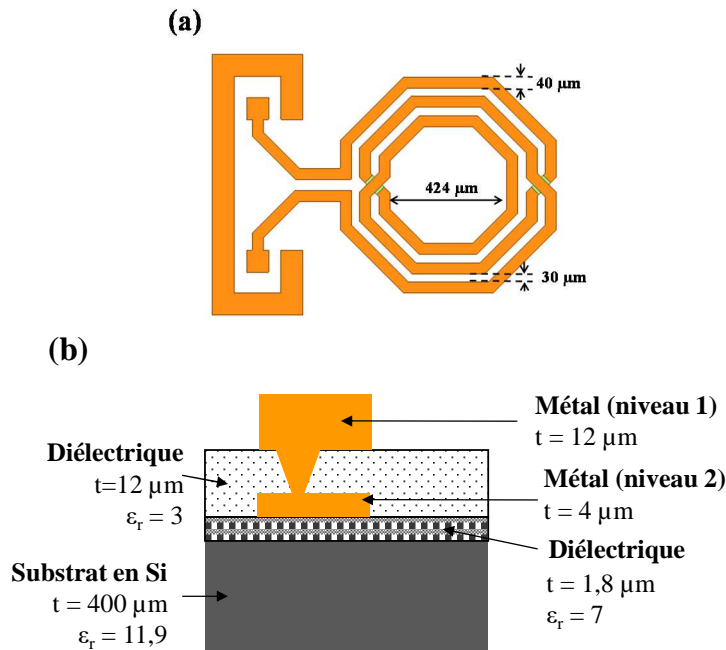 (a)
40 µm
424 µm
30 µm
(b)
Métal (niveau 1)
t = 12 µm
Diélectrique
t=12 µm
εr = 3
Métal (niveau 2)
t = 4 µm
Diélectrique
t = 1,8 µm
εr = 7
Substrat en Si
t = 400 µm
εr = 11,9